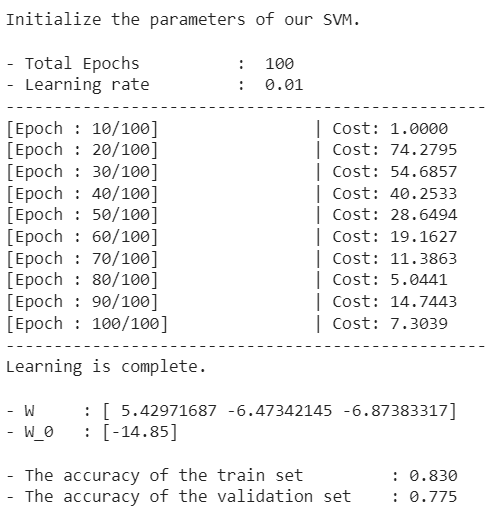 Initialize the parameters of our SVM.
- Total Epochs : 100
- Learning rate : 0.01
--------------------------------------------------
[Epoch : 10/100] | Cost: 1.0000
[Epoch : 20/100] | Cost: 74.2795
[Epoch : 30/100] | Cost: 54.6857
[Epoch : 40/100] | Cost: 40.2533
[Epoch : 50/100] | Cost: 28.6494
[Epoch : 60/100] | Cost: 19.1627
[Epoch : 70/100] | Cost: 11.3863
[Epoch : 80/100] | Cost: 5.0441
[Epoch : 90/100] | Cost: 14.7443
[Epoch : 100/100] | Cost: 7.3039
--------------------------------------------------
Learning is complete.
- W : [ 5.42971687 -6.47342145 -6.87383317]
- W_0 : [-14.85]
- The accuracy of the train set : 0.830
- The accuracy of the validation set : 0.775